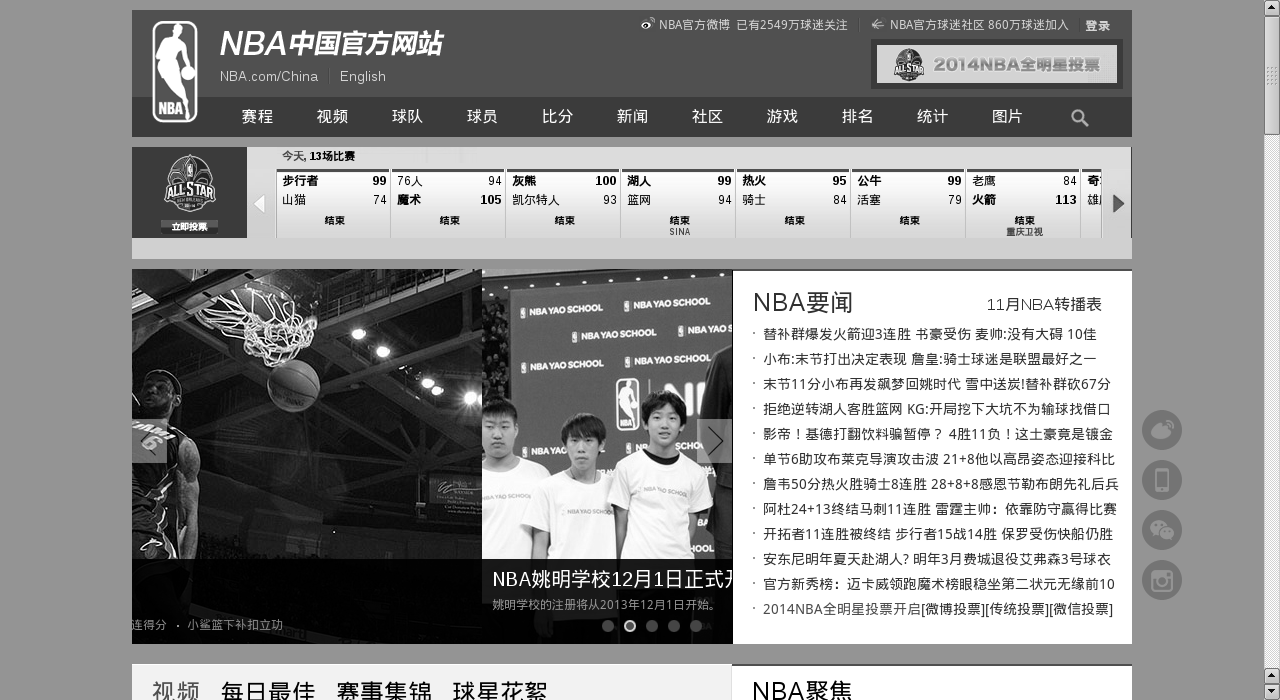 NBA官方微博 已有2549万球迷关注 NBA官方球迷社区 860万球迷加入 登录
NBA中国官方网站
2014NBA全明星投票
NBA.com/China English
NBA
赛程 视频 球队 球员 比分 新闻 社区 游戏 排名 统计 图片
今天, 13场比赛
步行者 99 76人 94 灰熊 100 湖人 99 热火 95 公牛 99 老鹰 84 奇
山猫 74 魔术 105 凯尔特人 93 篮网 94 骑士 84 活塞 79 火箭 113 雄鹿
结束 结束 结束 结束 结束 结束 结束
SINA 重庆卫视
ALL STAR
立即投票
NBA要闻 11月NBA转播表
替补群爆发火箭迎3连胜 书豪受伤 麦帅:没有大碍 10佳
小布:末节打出决定表现 詹皇:骑士球迷是联盟最好之一
末节11分小布再发飙梦回姚时代 雪中送炭!替补群砍67分
拒绝逆转湖人客胜篮网 KG:开局挖下大坑不为输球找借口
影帝！基德打翻饮料骗暂停？ 4胜11负！这土豪竟是镀金
单节6助攻布莱克导演攻击波 21+8他以高昂姿态迎接科比
詹韦50分热火胜骑士8连胜 28+8+8感恩节勒布朗先礼后兵
阿杜24+13终结马刺11连胜 雷霆主帅：依靠防守赢得比赛
开拓者11连胜被终结 步行者15战14胜 保罗受伤快船仍胜
安东尼明年夏天赴湖人? 明年3月费城退役艾弗森3号球衣
官方新秀榜：迈卡威领跑魔术榜眼稳坐第二状元无缘前10
2014NBA全明星投票开启[微博投票][传统投票][微信投票]
NBA YAO SCHOOL NBA YAO SCHOOL
NBA YAO SCHOOL NBA YAO SCHOOL
NBA YAO SCHOOL
NBA姚明学校12月1日正式开
姚明学校的注册将从2013年12月1日开始。
连得分 · 小鲨篮下补扣立功
视频 每日最佳 赛事集锦 球星花絮
NBA聚焦